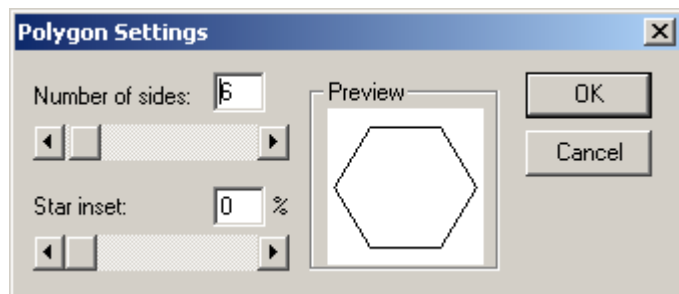 Polygon Settings
Number of sides: 6
Star inset: 0 %
Preview
OK
Cancel